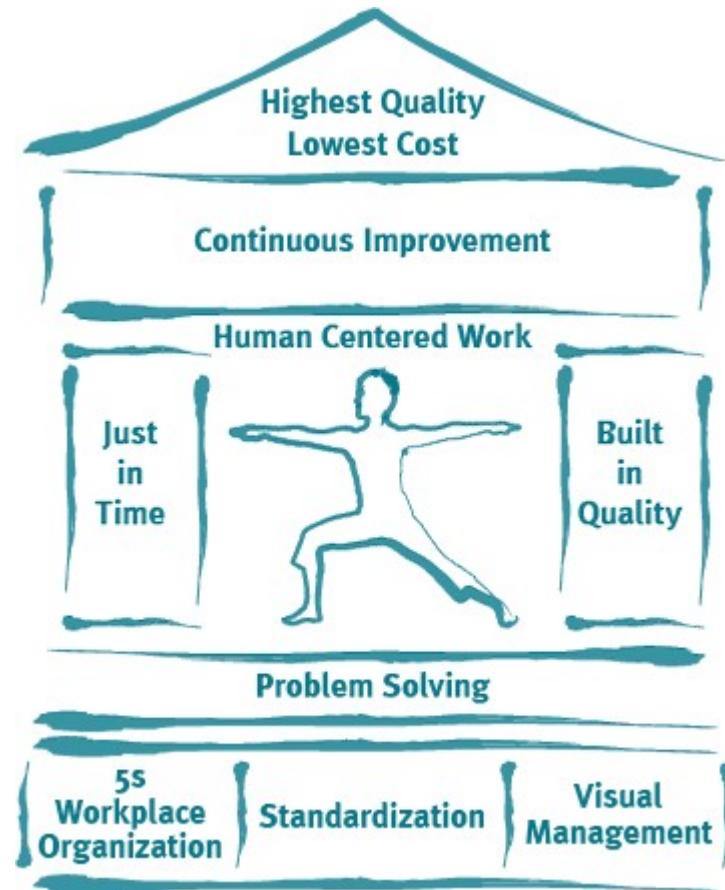 Highest Quality
Lowest Cost
Continuous Improvement
Human Centered Work
Just
in
Time
Built
in
Quality
Problem Solving
5s
Workplace
Organization
Standardization
Visual
Management